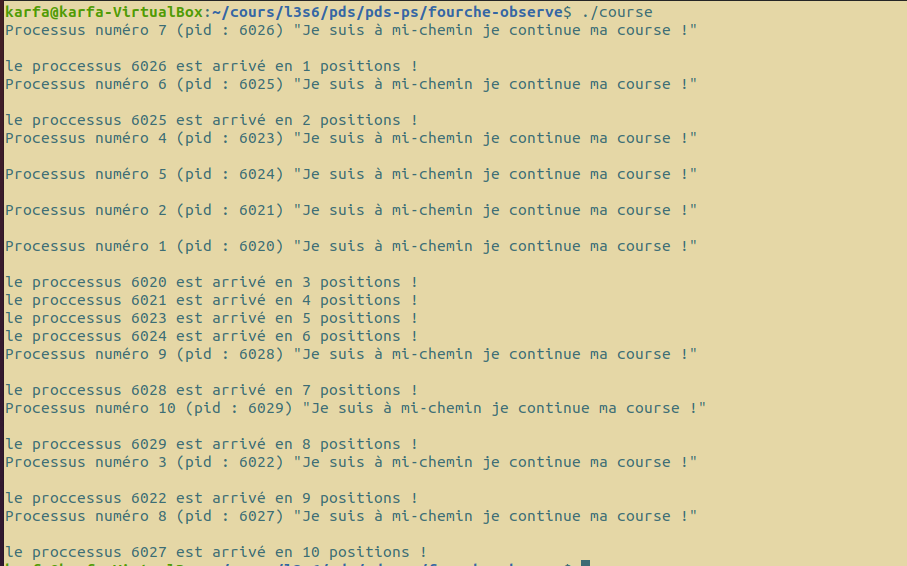 karfa@karfa-VirtualBox:~/cours/l3s6/pds/pds-ps/fourche-observe$ ./course
Processus numéro 7 (pid : 6026) "Je suis à mi-chemin je continue ma course !"
le proccessus 6026 est arrivé en 1 positions !
Processus numéro 6 (pid : 6025) "Je suis à mi-chemin je continue ma course !"
le proccessus 6025 est arrivé en 2 positions !
Processus numéro 4 (pid : 6023) "Je suis à mi-chemin je continue ma course !"
Processus numéro 5 (pid : 6024) "Je suis à mi-chemin je continue ma course !"
Processus numéro 2 (pid : 6021) "Je suis à mi-chemin je continue ma course !"
Processus numéro 1 (pid : 6020) "Je suis à mi-chemin je continue ma course !"
le proccessus 6020 est arrivé en 3 positions !
le proccessus 6021 est arrivé en 4 positions !
le proccessus 6023 est arrivé en 5 positions !
le proccessus 6024 est arrivé en 6 positions !
Processus numéro 9 (pid : 6028) "Je suis à mi-chemin je continue ma course !"
le proccessus 6028 est arrivé en 7 positions !
Processus numéro 10 (pid : 6029) "Je suis à mi-chemin je continue ma course !"
le proccessus 6029 est arrivé en 8 positions !
Processus numéro 3 (pid : 6022) "Je suis à mi-chemin je continue ma course !"
le proccessus 6022 est arrivé en 9 positions !
Processus numéro 8 (pid : 6027) "Je suis à mi-chemin je continue ma course !"
le proccessus 6027 est arrivé en 10 positions !